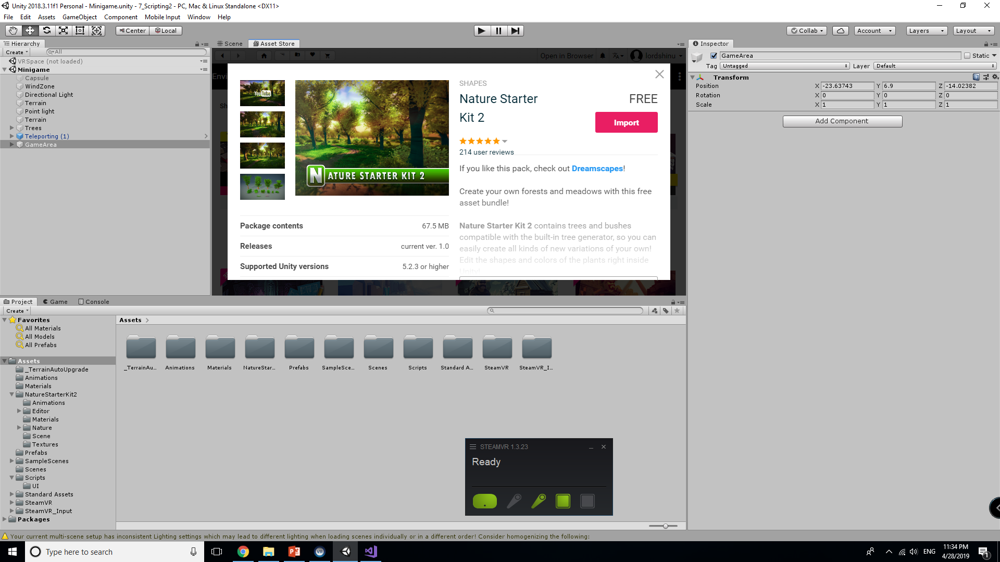 Unity 2018.3.11f1 Personal - Minigame.unity - 7_Scripting2 - PC, Mac & Linux Standalone <DX11>
File Edit Assets GameObject Component Mobile Input Window Help
Center Local Collab Account Layers Layout
Hierarchy
Create All
VRSpace (not loaded)
Minigame
Capsule
WindZone
Directional Light
Terrain
Point light
Terrain
Trees
Teleporting (1)
GameArea
Scene Asset Store
Open in Browser lordshinu
Envi
YouTube
NATURE STARTER KIT 2
SHAPES
Nature Starter
Kit 2
FREE
Import
214 user reviews
If you like this pack, check out Dreamscapes!
Create your own forests and meadows with this free
asset bundle!
Nature Starter Kit 2 contains trees and bushes
compatible with the built-in tree generator, so you can
easily create all kinds of new variations of your own!
Edit the shapes and colors of the plants right inside
Unity!
Package contents 67.5 MB
Releases current ver. 1.0
Supported Unity versions 5.2.3 or higher
Inspector
GameArea Static
Tag Untagged Layer Default
Transform
Position X -23.63743 Y 6.9 Z -14.02382
Rotation X 0 Y 0 Z 0
Scale X 1 Y 1 Z 1
Add Component
Project Game Console
Create
Favorites
All Materials
All Models
All Prefabs
Assets
_TerrainAutoUpgrade
Animations
Materials
NatureStarterKit2
Animations
Editor
Materials
Nature
Scene
Textures
Prefabs
SampleScenes
Scenes
Scripts
UI
Standard Assets
SteamVR
SteamVR_Input
Packages
Assets
_TerrainAu... Animations Materials NatureStar... Prefabs SampleSce... Scenes Scripts Standard A... SteamVR SteamVR_I...
STEAMVR 1.3.23
Ready
Your current multi-scene setup has inconsistent Lighting settings which may lead to different lighting when loading scenes individually or in a different order! Consider homogenizing the following:
Type here to search
VR
ENG
11:34 PM
4/28/2019
1